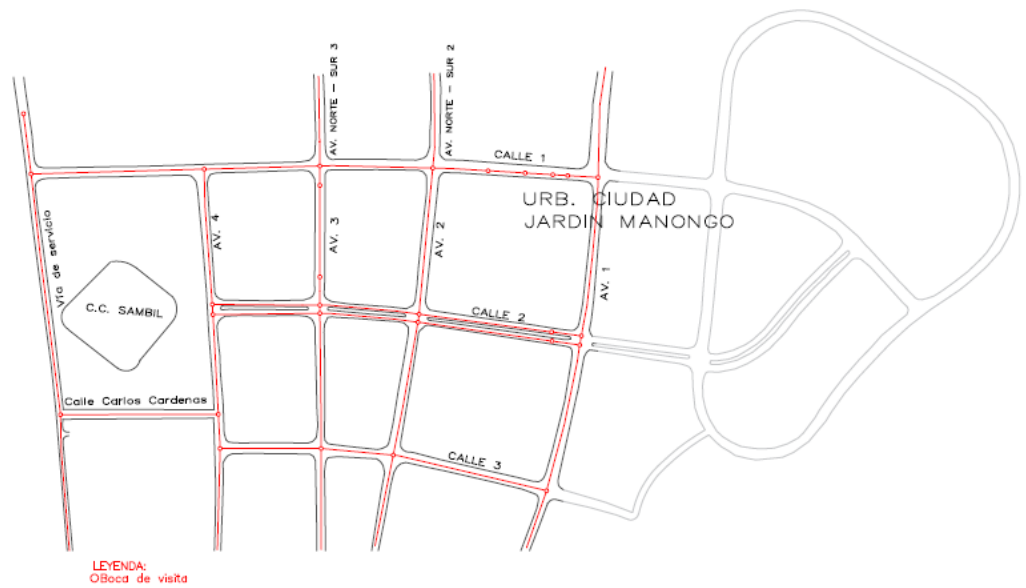 AV. NORTE - SUR 3
AV. NORTE - SUR 2
CALLE 1
URB. CIUDAD
JARDIN MANONGO
Via de servicio
AV. 4
AV. 3
AV. 2
AV. 1
C.C. SAMBIL
CALLE 2
Calle Carlos Cardenas
CALLE 3
LEYENDA:
OBoca de visita